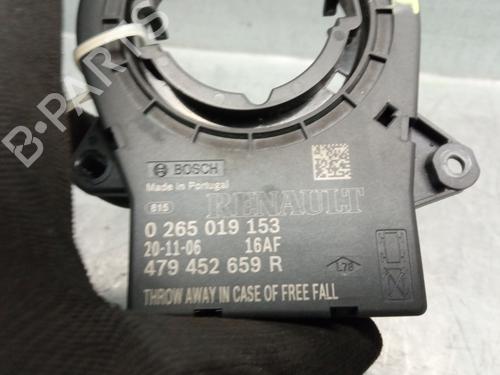 B-PARTS
BOSCH
Made in Portugal
615
RENAULT
0 265 019 153
20-11-06 16AF
479 452 659 R
L78
THROW AWAY IN CASE OF FREE FALL